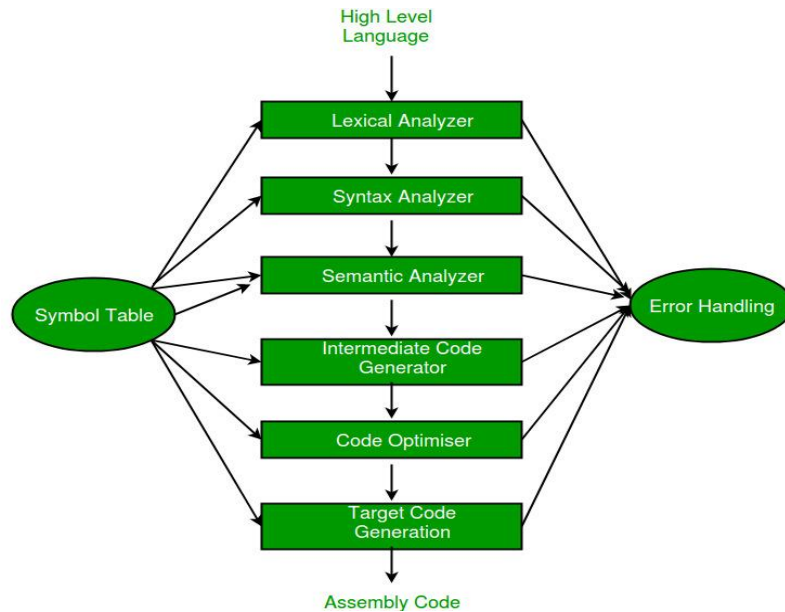 High Level
Language
Lexical Analyzer
Syntax Analyzer
Semantic Analyzer
Symbol Table
Error Handling
Intermediate Code
Generator
Code Optimiser
Target Code
Generation
Assembly Code